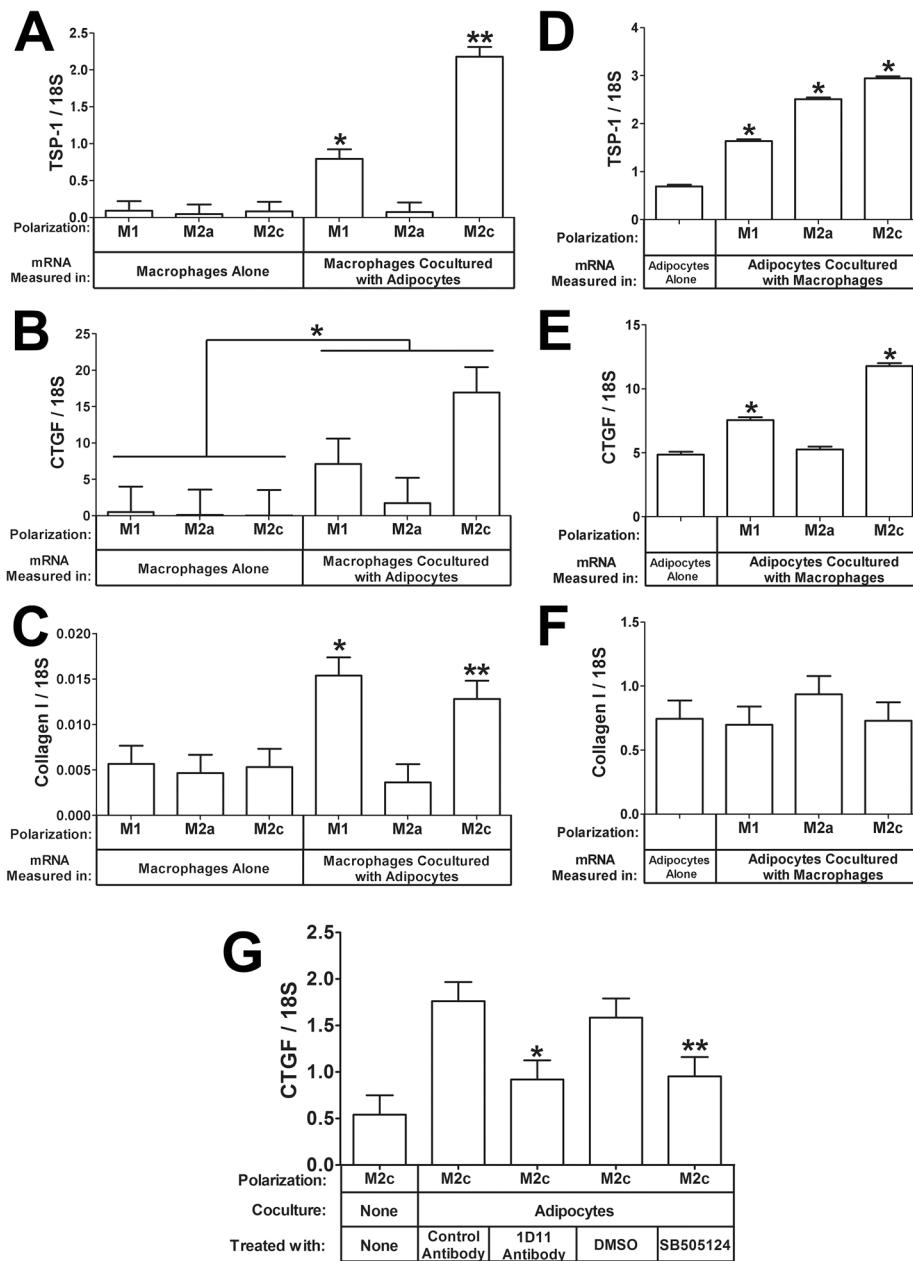 A
TSP-1 / 18S
2.5
2.0
1.5
1.0
0.5
0.0
* **
Polarization: M1 M2a M2c M1 M2a M2c
mRNA
Measured in:
Macrophages Alone
Macrophages Cocultured
with Adipocytes
D
TSP-1 / 18S
4
3
2
1
0
* * *
Polarization: M1 M2a M2c
mRNA
Measured in:
Adipocytes
Alone
Adipocytes Cocultured
with Macrophages
B
CTGF / 18S
25
20
15
10
5
0
*
Polarization: M1 M2a M2c M1 M2a M2c
mRNA
Measured in:
Macrophages Alone
Macrophages Cocultured
with Adipocytes
E
CTGF / 18S
15
10
5
0
* *
Polarization: M1 M2a M2c
mRNA
Measured in:
Adipocytes
Alone
Adipocytes Cocultured
with Macrophages
C
Collagen I / 18S
0.020
0.015
0.010
0.005
0.000
* **
Polarization: M1 M2a M2c M1 M2a M2c
mRNA
Measured in:
Macrophages Alone
Macrophages Cocultured
with Adipocytes
F
Collagen I / 18S
1.5
1.0
0.5
0.0
Polarization: M1 M2a M2c
mRNA
Measured in:
Adipocytes
Alone
Adipocytes Cocultured
with Macrophages
G
CTGF / 18S
2.5
2.0
1.5
1.0
0.5
0.0
* **
Polarization: M2c M2c M2c M2c M2c
Coculture: None Adipocytes
Treated with: None
Control
Antibody
1D11
Antibody
DMSO
SB505124